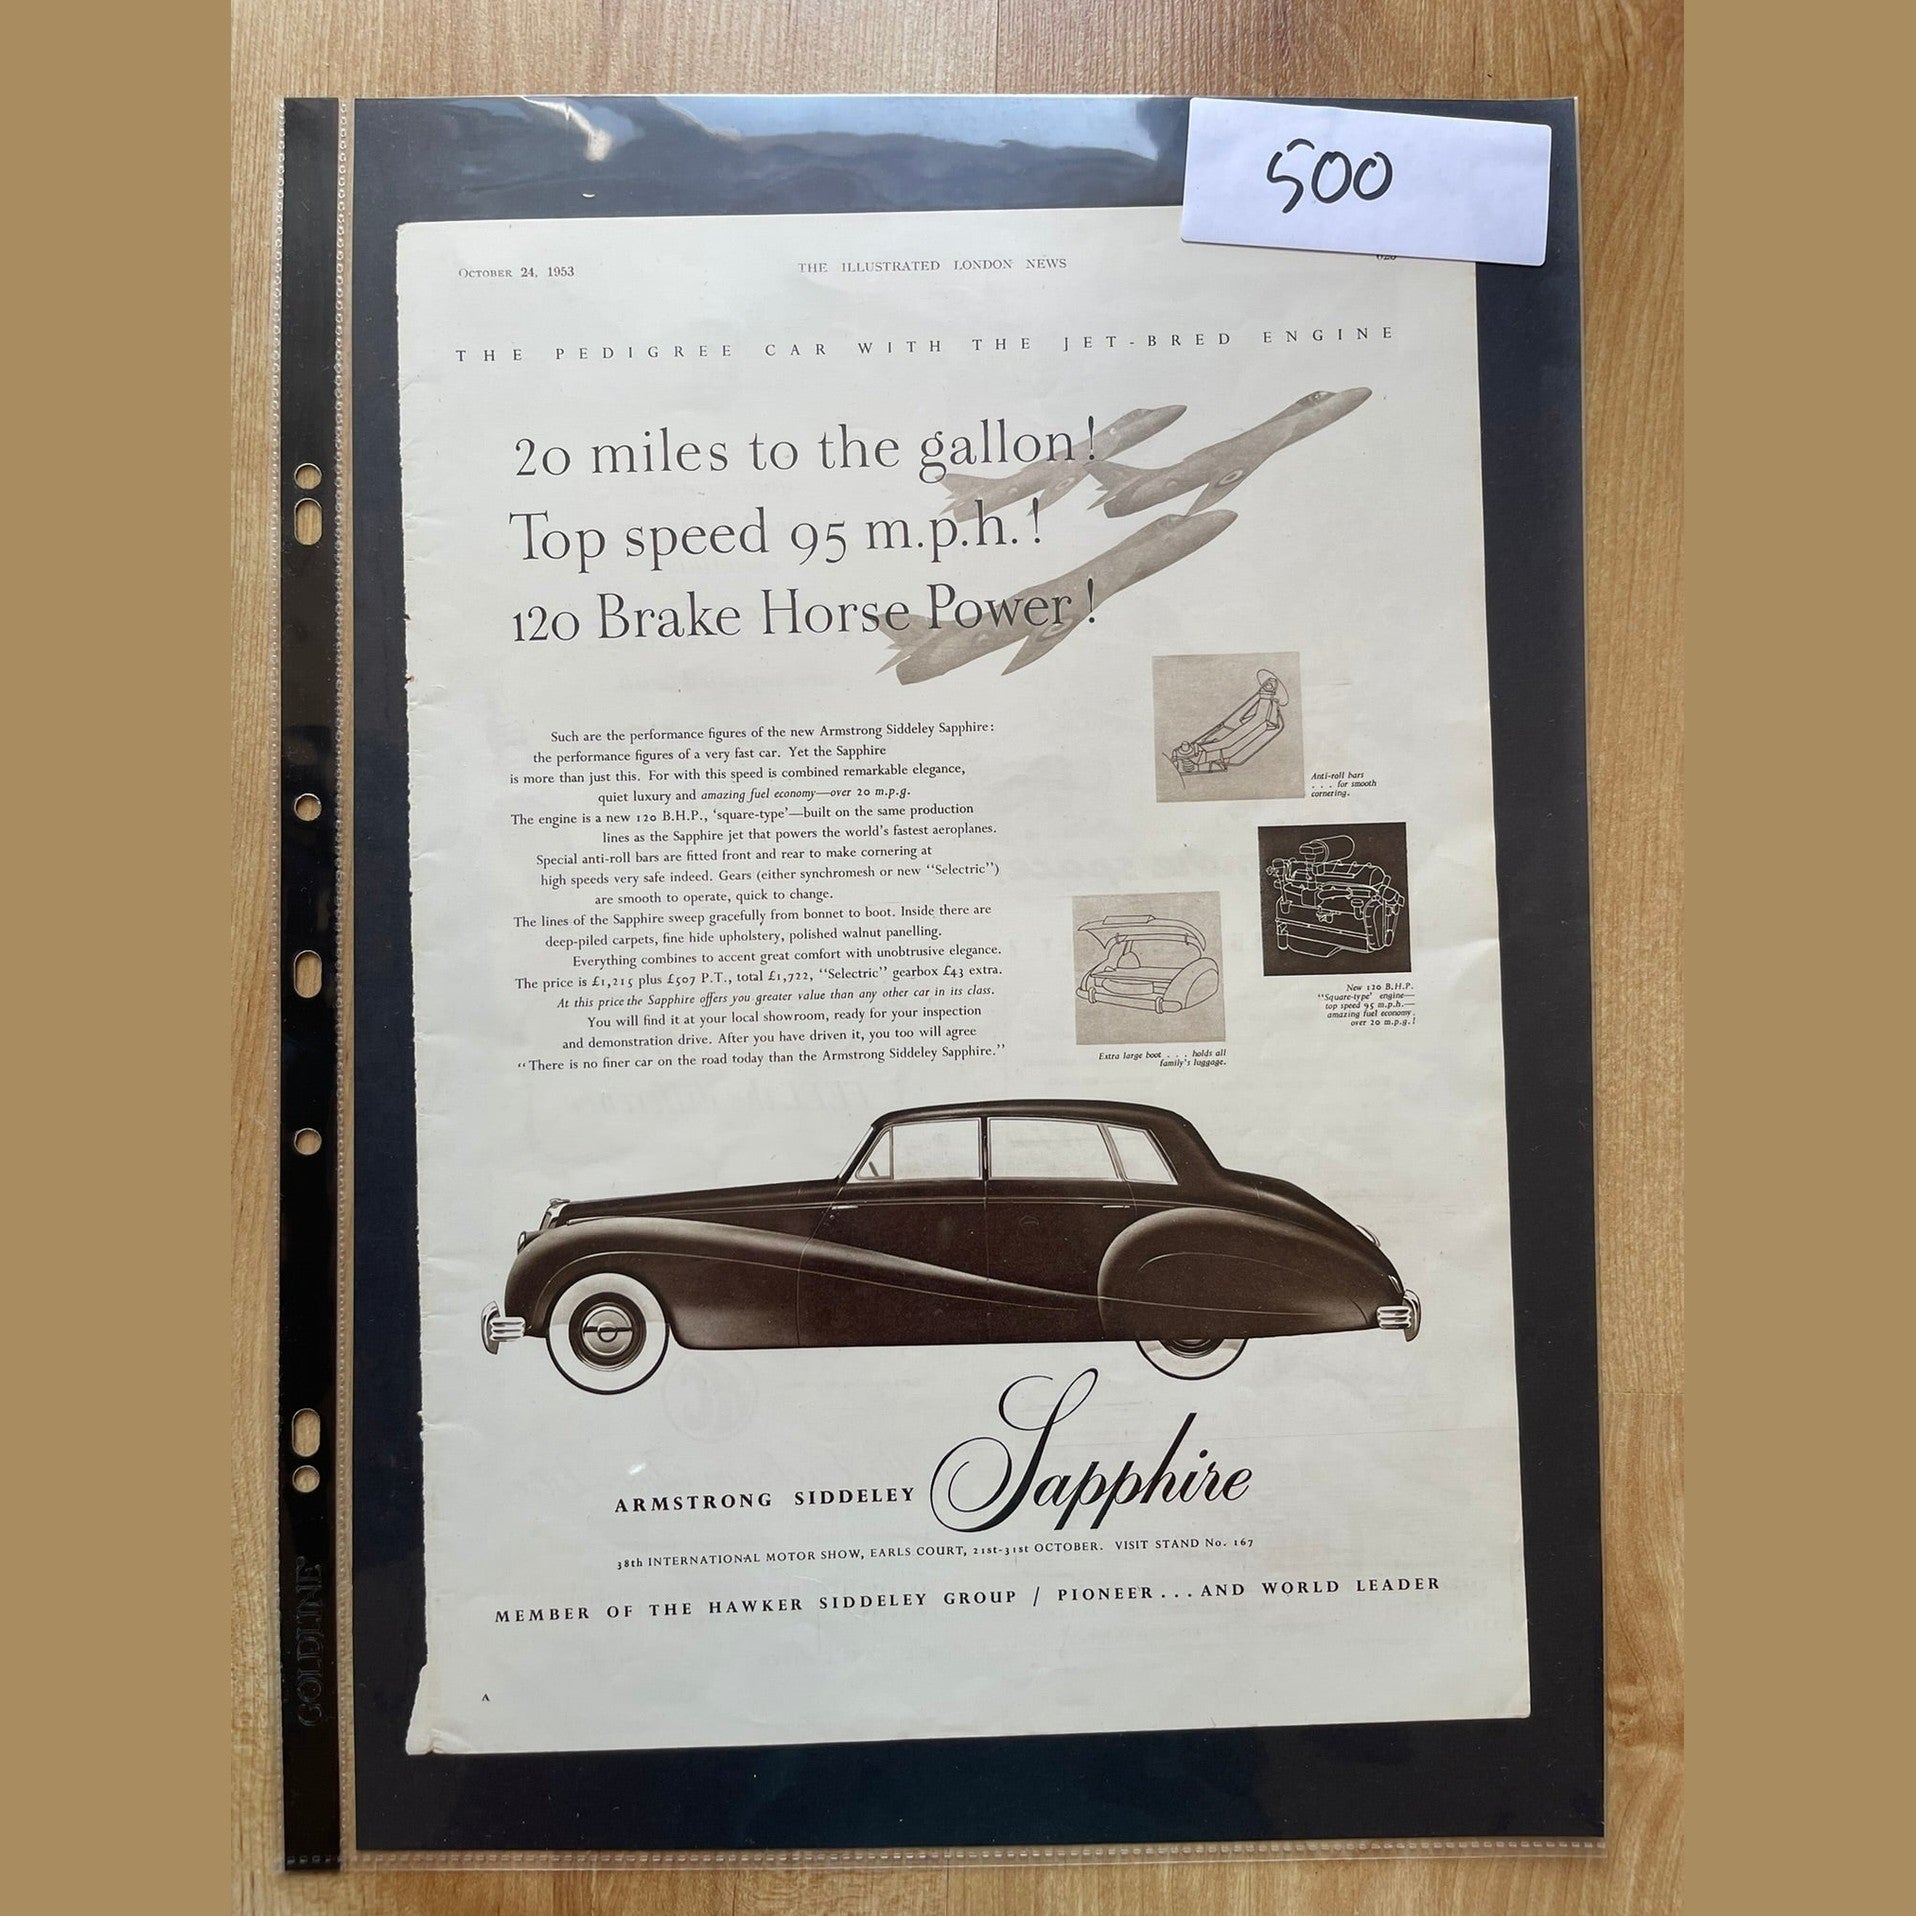 500
October 24, 1953
THE ILLUSTRATED LONDON NEWS
THE PEDIGREE CAR WITH THE JET-BRED ENGINE
20 miles to the gallon!
Top speed 95 m.p.h.!
120 Brake Horse Power!
Such are the performance figures of the new Armstrong Siddeley Sapphire:
the performance figures of a very fast car. Yet the Sapphire
is more than just this. For with this speed is combined remarkable elegance,
quiet luxury and amazing fuel economy—over 20 m.p.g.
The engine is a new 120 B.H.P., 'square-type'—built on the same production
lines as the Sapphire jet that powers the world's fastest aeroplanes.
Special anti-roll bars are fitted front and rear to make cornering at
high speeds very safe indeed. Gears (either synchromesh or new "Selectric")
are smooth to operate, quick to change.
The lines of the Sapphire sweep gracefully from bonnet to boot. Inside there are
deep-piled carpets, fine hide upholstery, polished walnut panelling.
Everything combines to accent great comfort with unobtrusive elegance.
The price is £1,215 plus £507 P.T., total £1,722, "Selectric" gearbox £43 extra.
At this price the Sapphire offers you greater value than any other car in its class.
You will find it at your local showroom, ready for your inspection
and demonstration drive. After you have driven it, you too will agree
"There is no finer car on the road today than the Armstrong Siddeley Sapphire."
Anti-roll bars
. . . for smooth
cornering.
New 120 B.H.P.
"Square-type' engine—
top speed 95 m.p.h.—
amazing fuel economy,
over 20 m.p.g.!
Extra large boot . . . holds all
family's luggage.
ARMSTRONG SIDDELEY Sapphire
38th INTERNATIONAL MOTOR SHOW, EARLS COURT, 21st-31st OCTOBER. VISIT STAND No. 167
MEMBER OF THE HAWKER SIDDELEY GROUP / PIONEER . . . AND WORLD LEADER
A
GOLDLINE